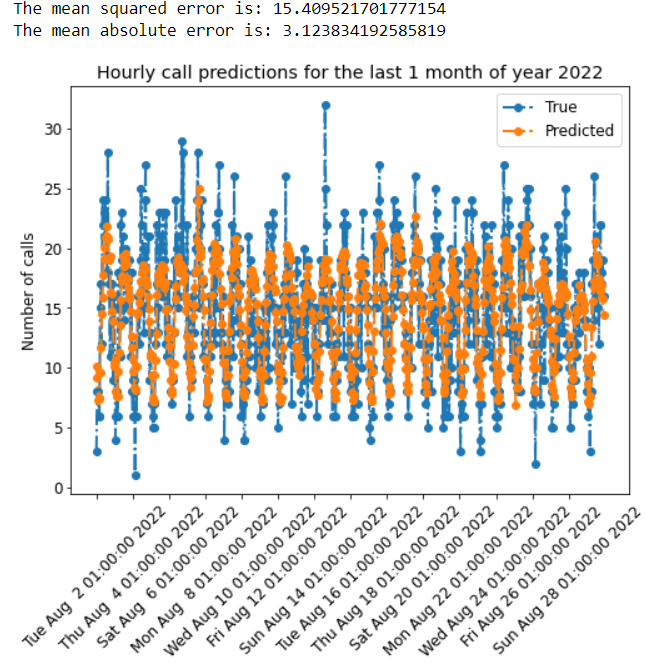 The mean squared error is: 15.409521701777154
The mean absolute error is: 3.123834192585819
Hourly call predictions for the last 1 month of year 2022
True
Predicted
Number of calls
30
25
20
15
10
5
0
Tue Aug 2 01:00:00 2022
Thu Aug 4 01:00:00 2022
Sat Aug 6 01:00:00 2022
Mon Aug 8 01:00:00 2022
Wed Aug 10 01:00:00 2022
Fri Aug 12 01:00:00 2022
Sun Aug 14 01:00:00 2022
Tue Aug 16 01:00:00 2022
Thu Aug 18 01:00:00 2022
Sat Aug 20 01:00:00 2022
Mon Aug 22 01:00:00 2022
Wed Aug 24 01:00:00 2022
Fri Aug 26 01:00:00 2022
Sun Aug 28 01:00:00 2022